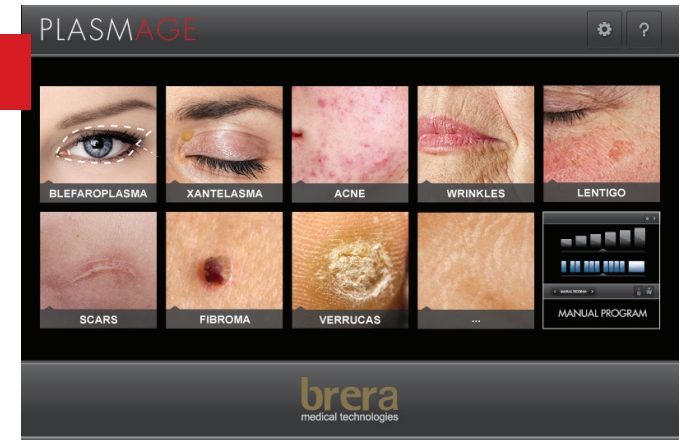 PLASMAGE
?
BLEFAROPLASMA
XANTELASMA
ACNE
WRINKLES
LENTIGO
SCARS
FIBROMA
VERRUCAS
...
MANUAL PROGRAM
brera
medical technologies